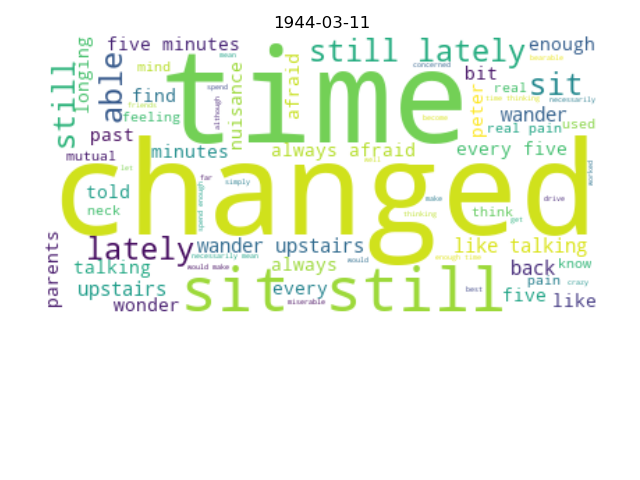 1944-03-11
five minutes
still lately
enough
still
longing
able
time
mean
concerned
bearable
mind
spend
afraid
bit
sit
find
although
nuisance
peter
real
time thinking
necessarily
friends
feeling
wander
past
become
real pain
used
mutual
minutes
always afraid
every five
let
well
changed
far
simply
worked
told
spend enough
make
drive
neck
thinking
think
get
parents
lately
wander upstairs
like talking
necessarily mean
would
enough time
talking
would make
always
back
know
upstairs
every
pain
crazy
wonder
sit still
miserable
best
five
like